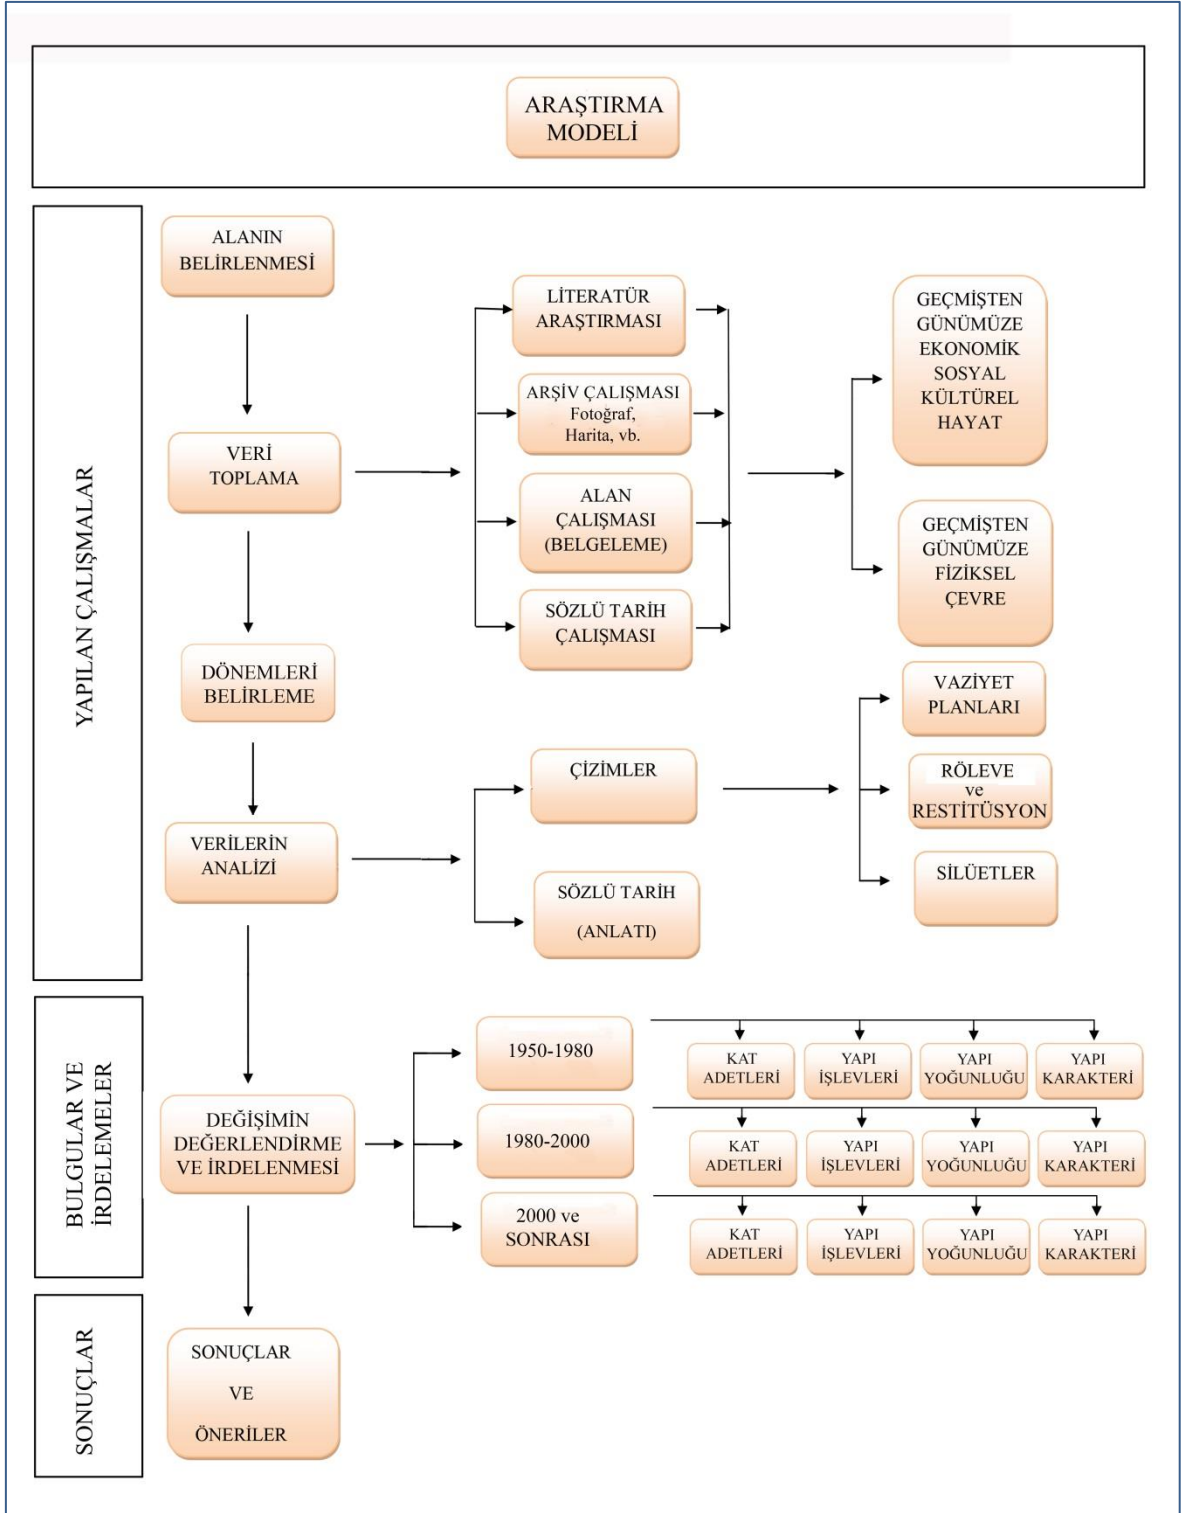 ARAŞTIRMA
MODELİ
YAPILAN ÇALIŞMALAR
ALANIN
BELİRLENMESİ
VERİ
TOPLAMA
LİTERATÜR
ARAŞTIRMASI
ARŞİV ÇALIŞMASI
Fotoğraf,
Harita, vb.
ALAN
ÇALIŞMASI
(BELGELEME)
SÖZLÜ TARİH
ÇALIŞMASI
GEÇMİŞTEN
GÜNÜMÜZE
EKONOMİK
SOSYAL
KÜLTÜREL
HAYAT
GEÇMİŞTEN
GÜNÜMÜZE
FİZİKSEL
ÇEVRE
DÖNEMLERİ
BELİRLEME
VERİLERİN
ANALİZİ
ÇİZİMLER
SÖZLÜ TARİH
(ANLATI)
VAZİYET
PLANLARI
RÖLEVE
ve
RESTİTÜSYON
SİLÜETLER
BULGULAR VE
İRDELEMELER
DEĞİŞİMİN
DEĞERLENDİRME
VE İRDELENMESİ
1950-1980
KAT
ADETLERİ
YAPI
İŞLEVLERİ
YAPI
YOĞUNLUĞU
YAPI
KARAKTERİ
1980-2000
KAT
ADETLERİ
YAPI
İŞLEVLERİ
YAPI
YOĞUNLUĞU
YAPI
KARAKTERİ
2000 ve
SONRASI
KAT
ADETLERİ
YAPI
İŞLEVLERİ
YAPI
YOĞUNLUĞU
YAPI
KARAKTERİ
SONUÇLAR
SONUÇLAR
VE
ÖNERİLER